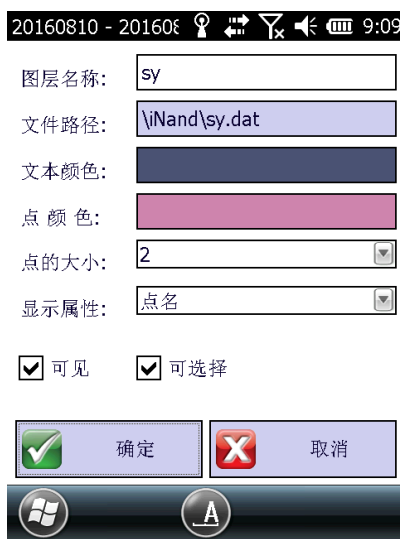 20160810 - 201608 9:09
图层名称: sy
文件路径: \iNand\sy.dat
文本颜色:
点 颜 色:
点的大小: 2
显示属性: 点名
可见 可选择
确定 取消
A